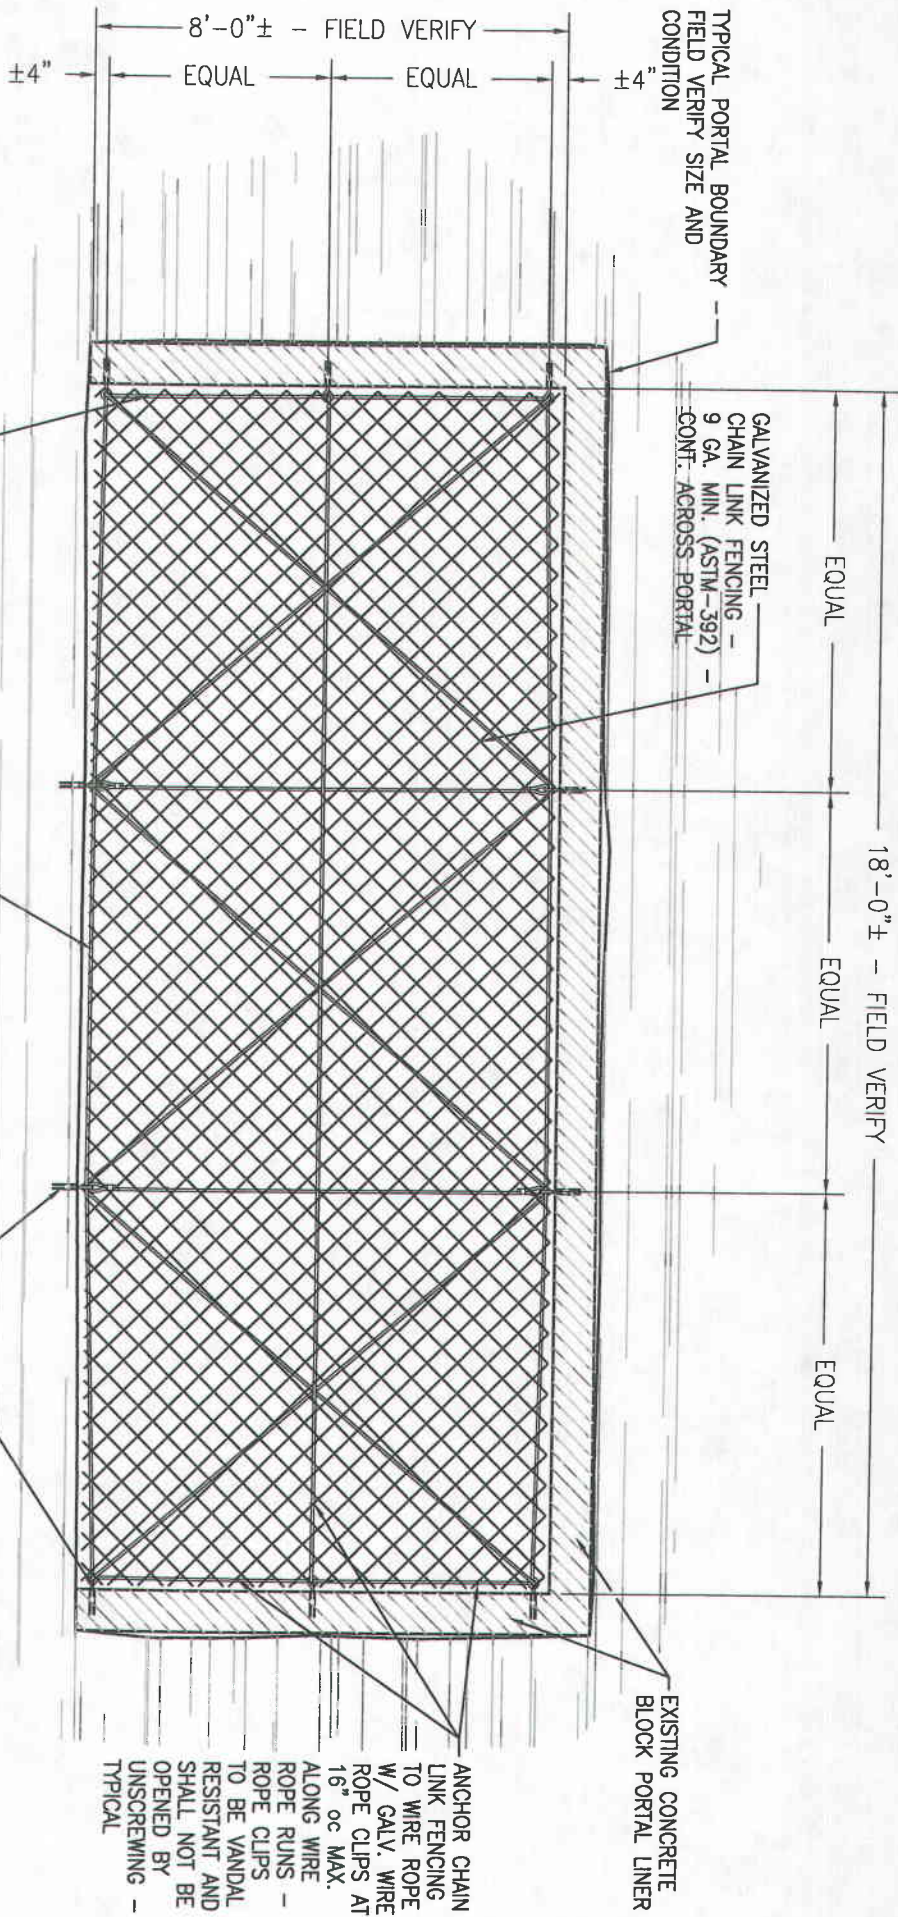 8'-0"± - FIELD VERIFY
±4"
EQUAL
EQUAL
±4"
TYPICAL PORTAL BOUNDARY -
FIELD VERIFY SIZE AND
CONDITION
18'-0"± - FIELD VERIFY
EQUAL
EQUAL
EQUAL
GALVANIZED STEEL
CHAIN LINK FENCING -
9 GA. MIN. (ASTM-392) -
CONT. ACROSS PORTAL
EXISTING CONCRETE
BLOCK PORTAL LINER
ANCHOR CHAIN
LINK FENCING
TO WIRE ROPE
W/ GALV. WIRE
ROPE CLIPS AT
16" oc MAX.
ALONG WIRE
ROPE RUNS -
ROPE CLIPS
TO BE VANDAL
RESISTANT AND
SHALL NOT BE
OPENED BY
UNSCREWING -
TYPICAL